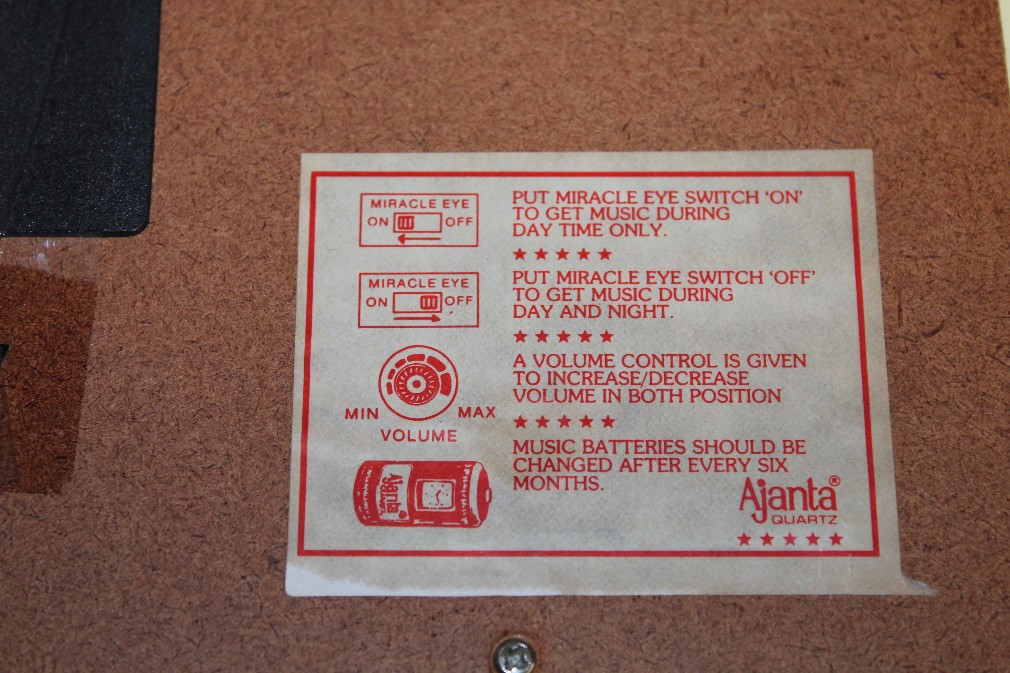 MIRACLE EYE
ON OFF
PUT MIRACLE EYE SWITCH ‘ON’
TO GET MUSIC DURING
DAY TIME ONLY.
MIRACLE EYE
ON OFF
PUT MIRACLE EYE SWITCH ‘OFF’
TO GET MUSIC DURING
DAY AND NIGHT.
MIN MAX
VOLUME
A VOLUME CONTROL IS GIVEN
TO INCREASE/DECREASE
VOLUME IN BOTH POSITION
Ajanta
MUSIC BATTERIES SHOULD BE
CHANGED AFTER EVERY SIX
MONTHS.
Ajanta®
QUARTZ